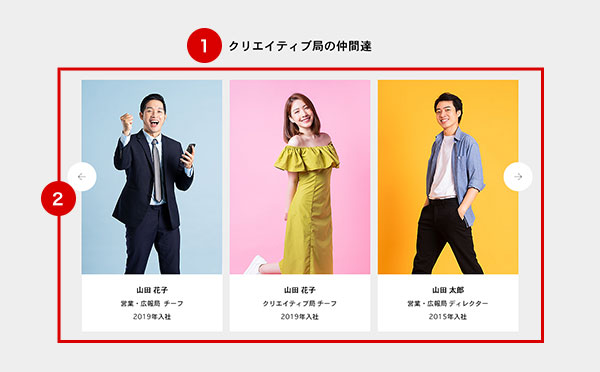 1 クリエイティブ局の仲間達
2
←
→
山田 花子
営業・広報局 チーフ
2019年入社
山田 花子
クリエイティブ局 チーフ
2019年入社
山田 太郎
営業・広報局 ディレクター
2015年入社